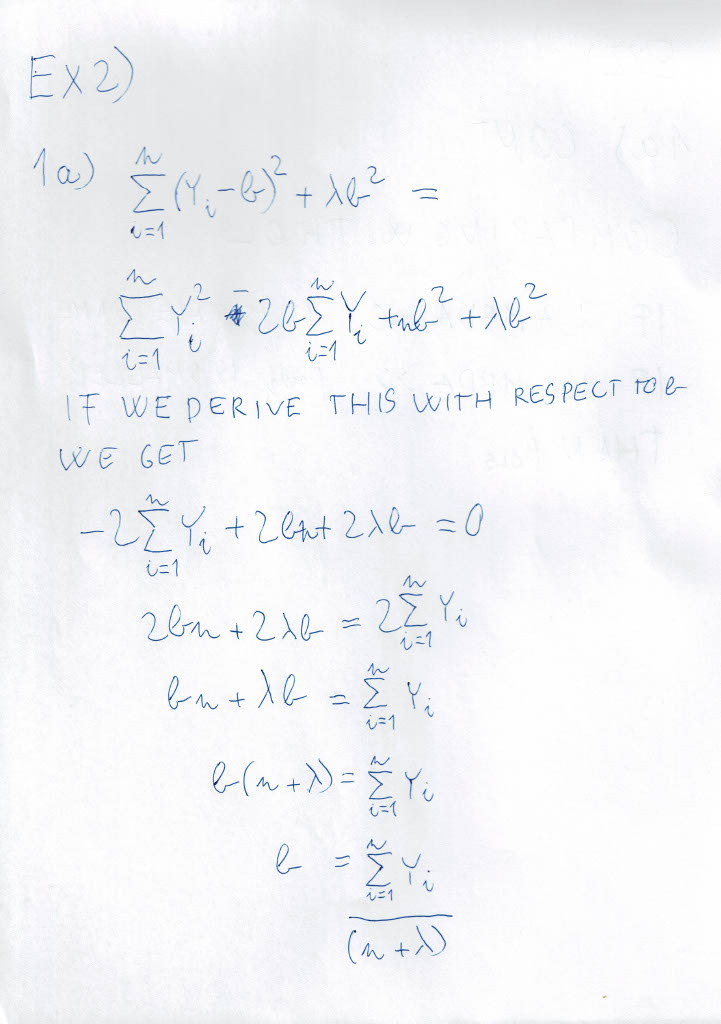 Ex2)
1a) $\sum_{i=1}^{n} (Y_i - b)^2 + \lambda b^2 =$
$\sum_{i=1}^{n} Y_i^2 - 2b \sum_{i=1}^{n} Y_i + nb^2 + \lambda b^2$
IF WE DERIVE THIS WITH RESPECT TO b
WE GET
$-2 \sum_{i=1}^{n} Y_i + 2bn + 2\lambda b = 0$
$2bn + 2\lambda b = 2 \sum_{i=1}^{n} Y_i$
$bn + \lambda b = \sum_{i=1}^{n} Y_i$
$b(n + \lambda) = \sum_{i=1}^{n} Y_i$
$b = \frac{\sum_{i=1}^{n} Y_i}{(n + \lambda)}$